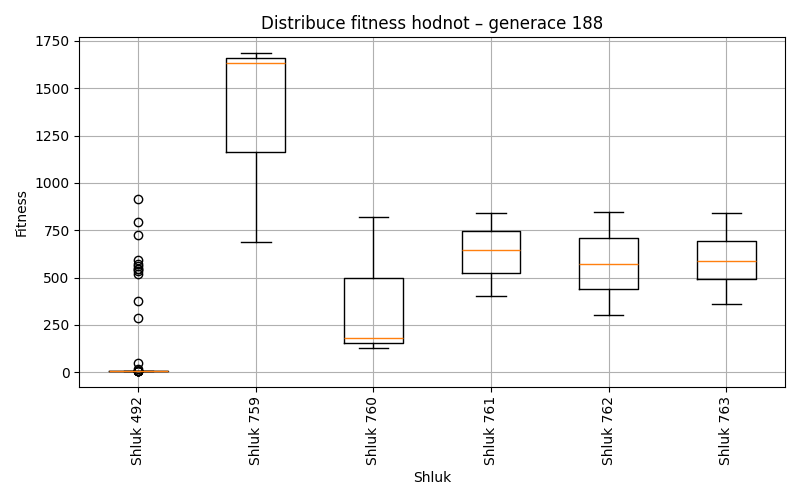 Distribuce fitness hodnot – generace 188
Fitness
1750
1500
1250
1000
750
500
250
0
Shluk 492
Shluk 759
Shluk 760
Shluk 761
Shluk 762
Shluk 763
Shluk